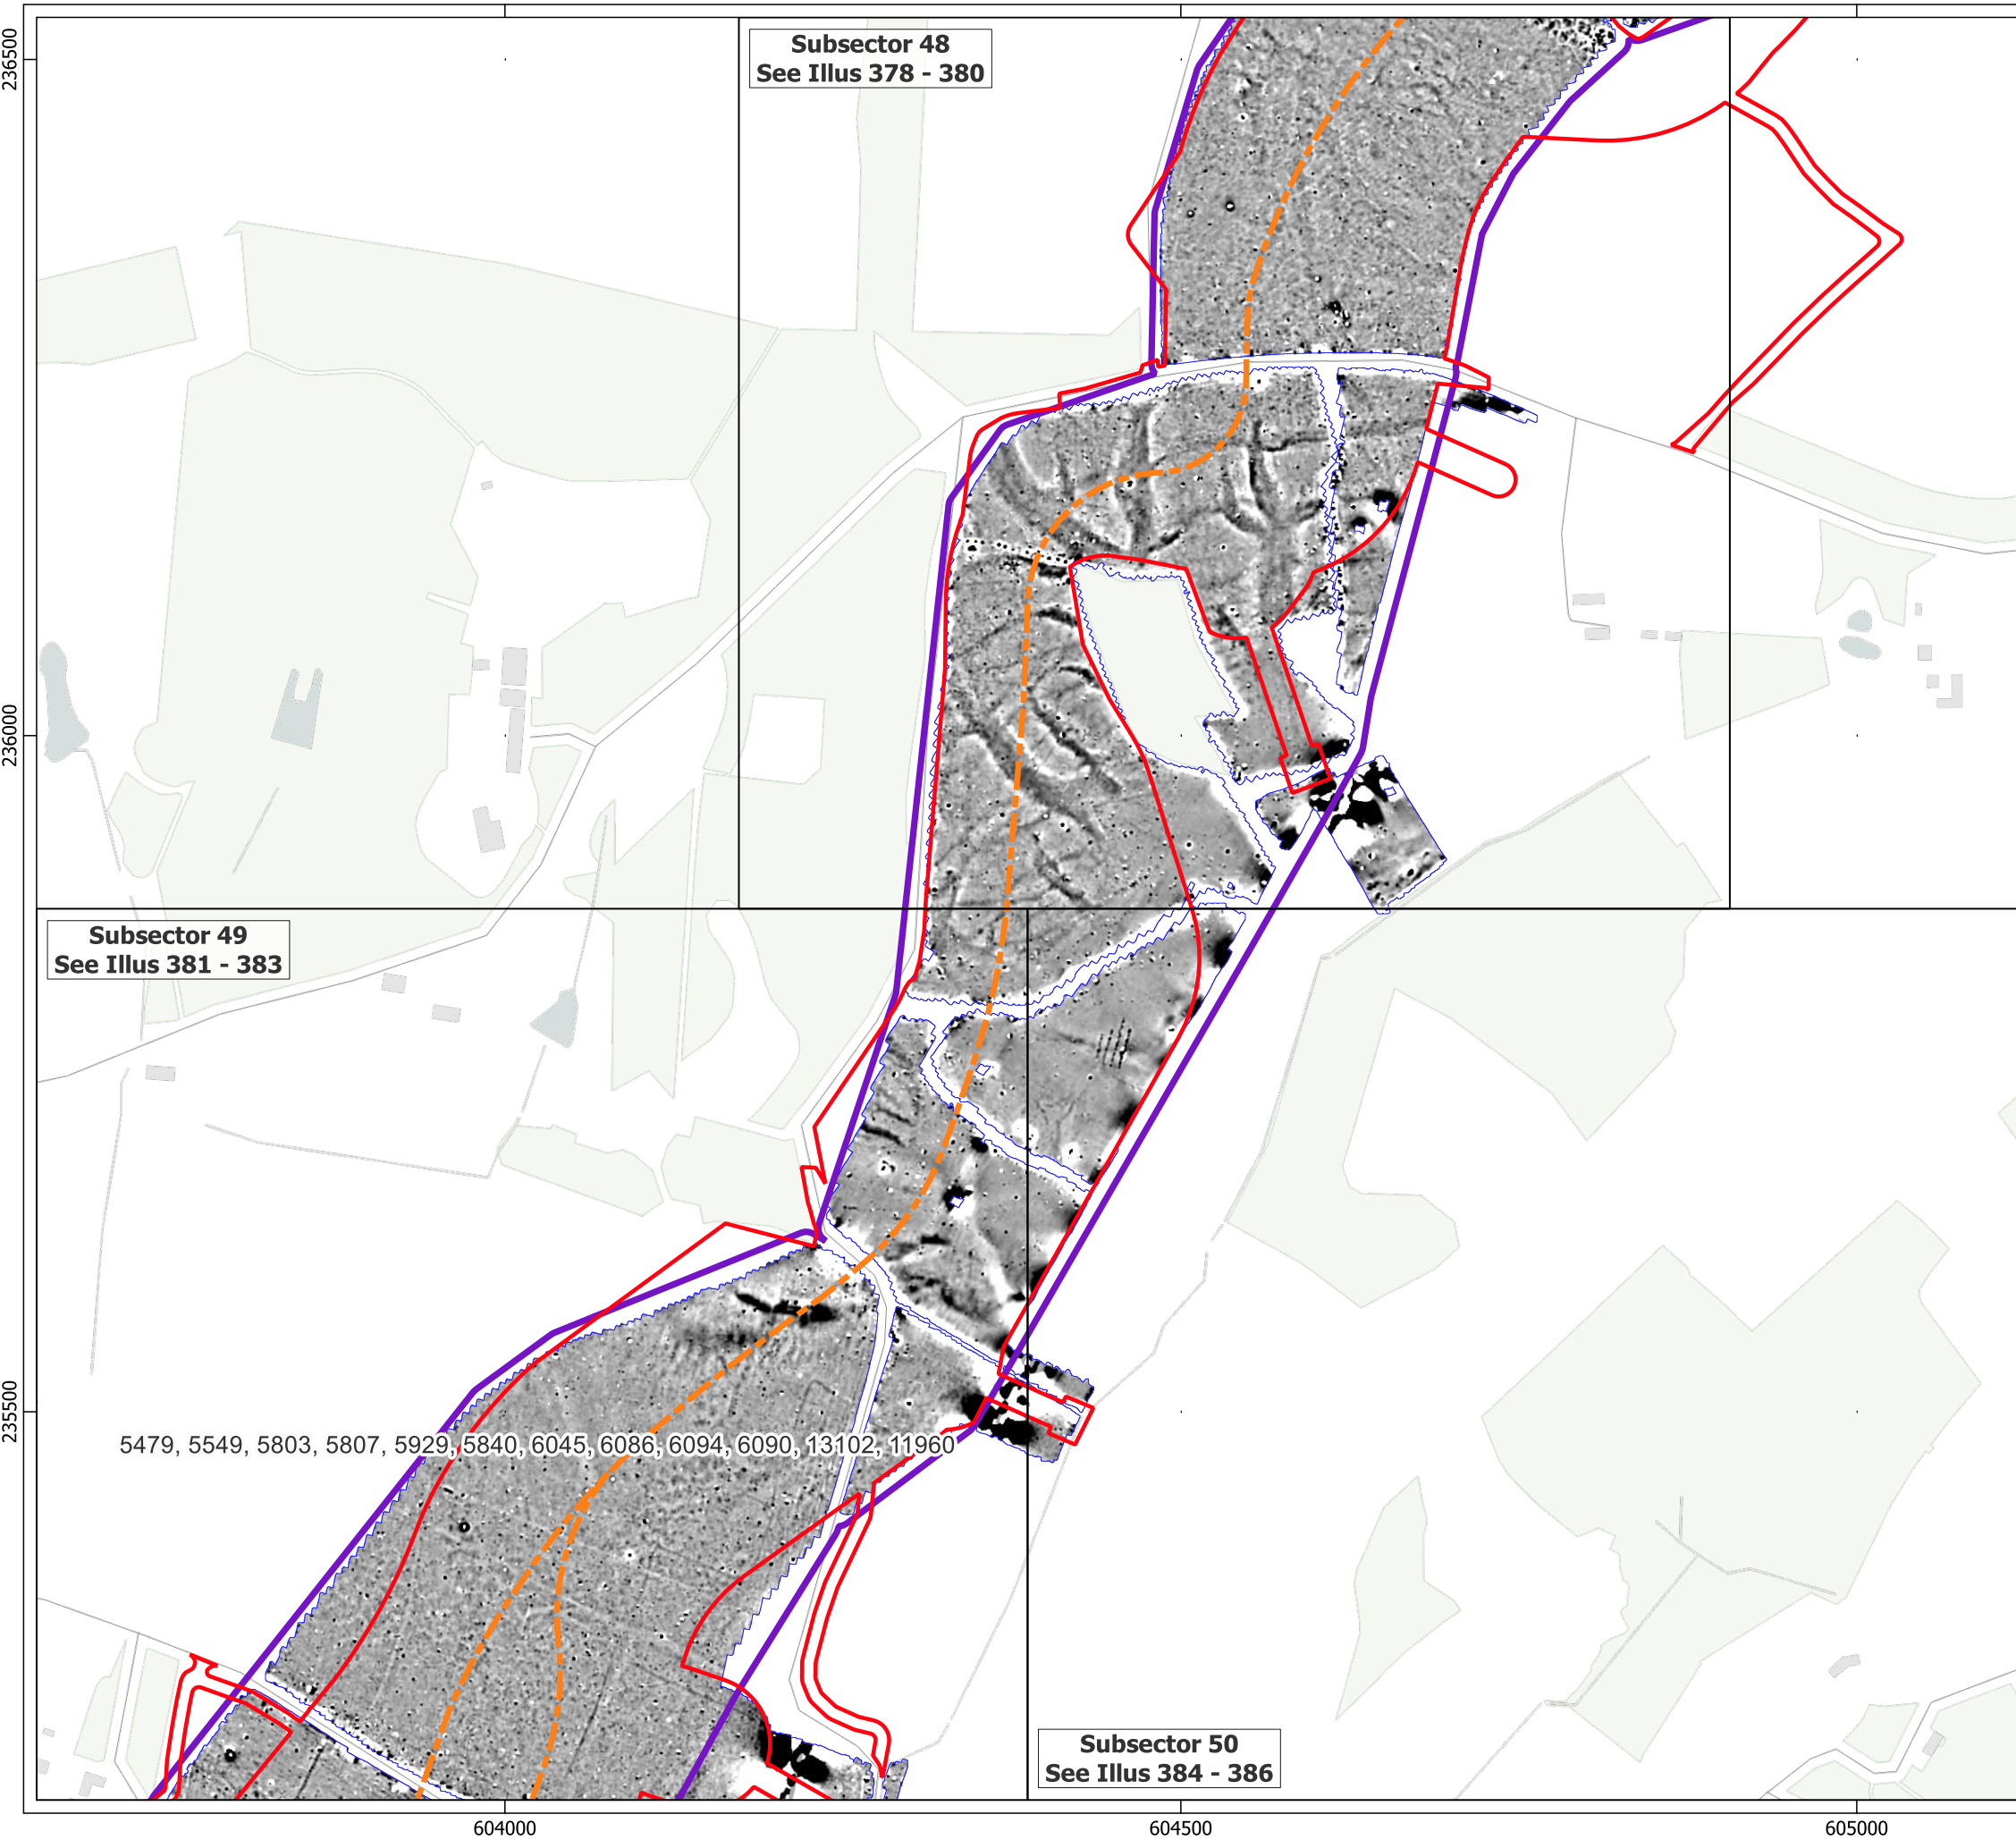 236500
Subsector 48
See Illus 378 - 380
236000
Subsector 49
See Illus 381 - 383
235500
5479, 5549, 5803, 5807, 5929, 5840, 6045, 6086, 6094, 6090, 13102, 11960
Subsector 50
See Illus 384 - 386
604000
604500
605000